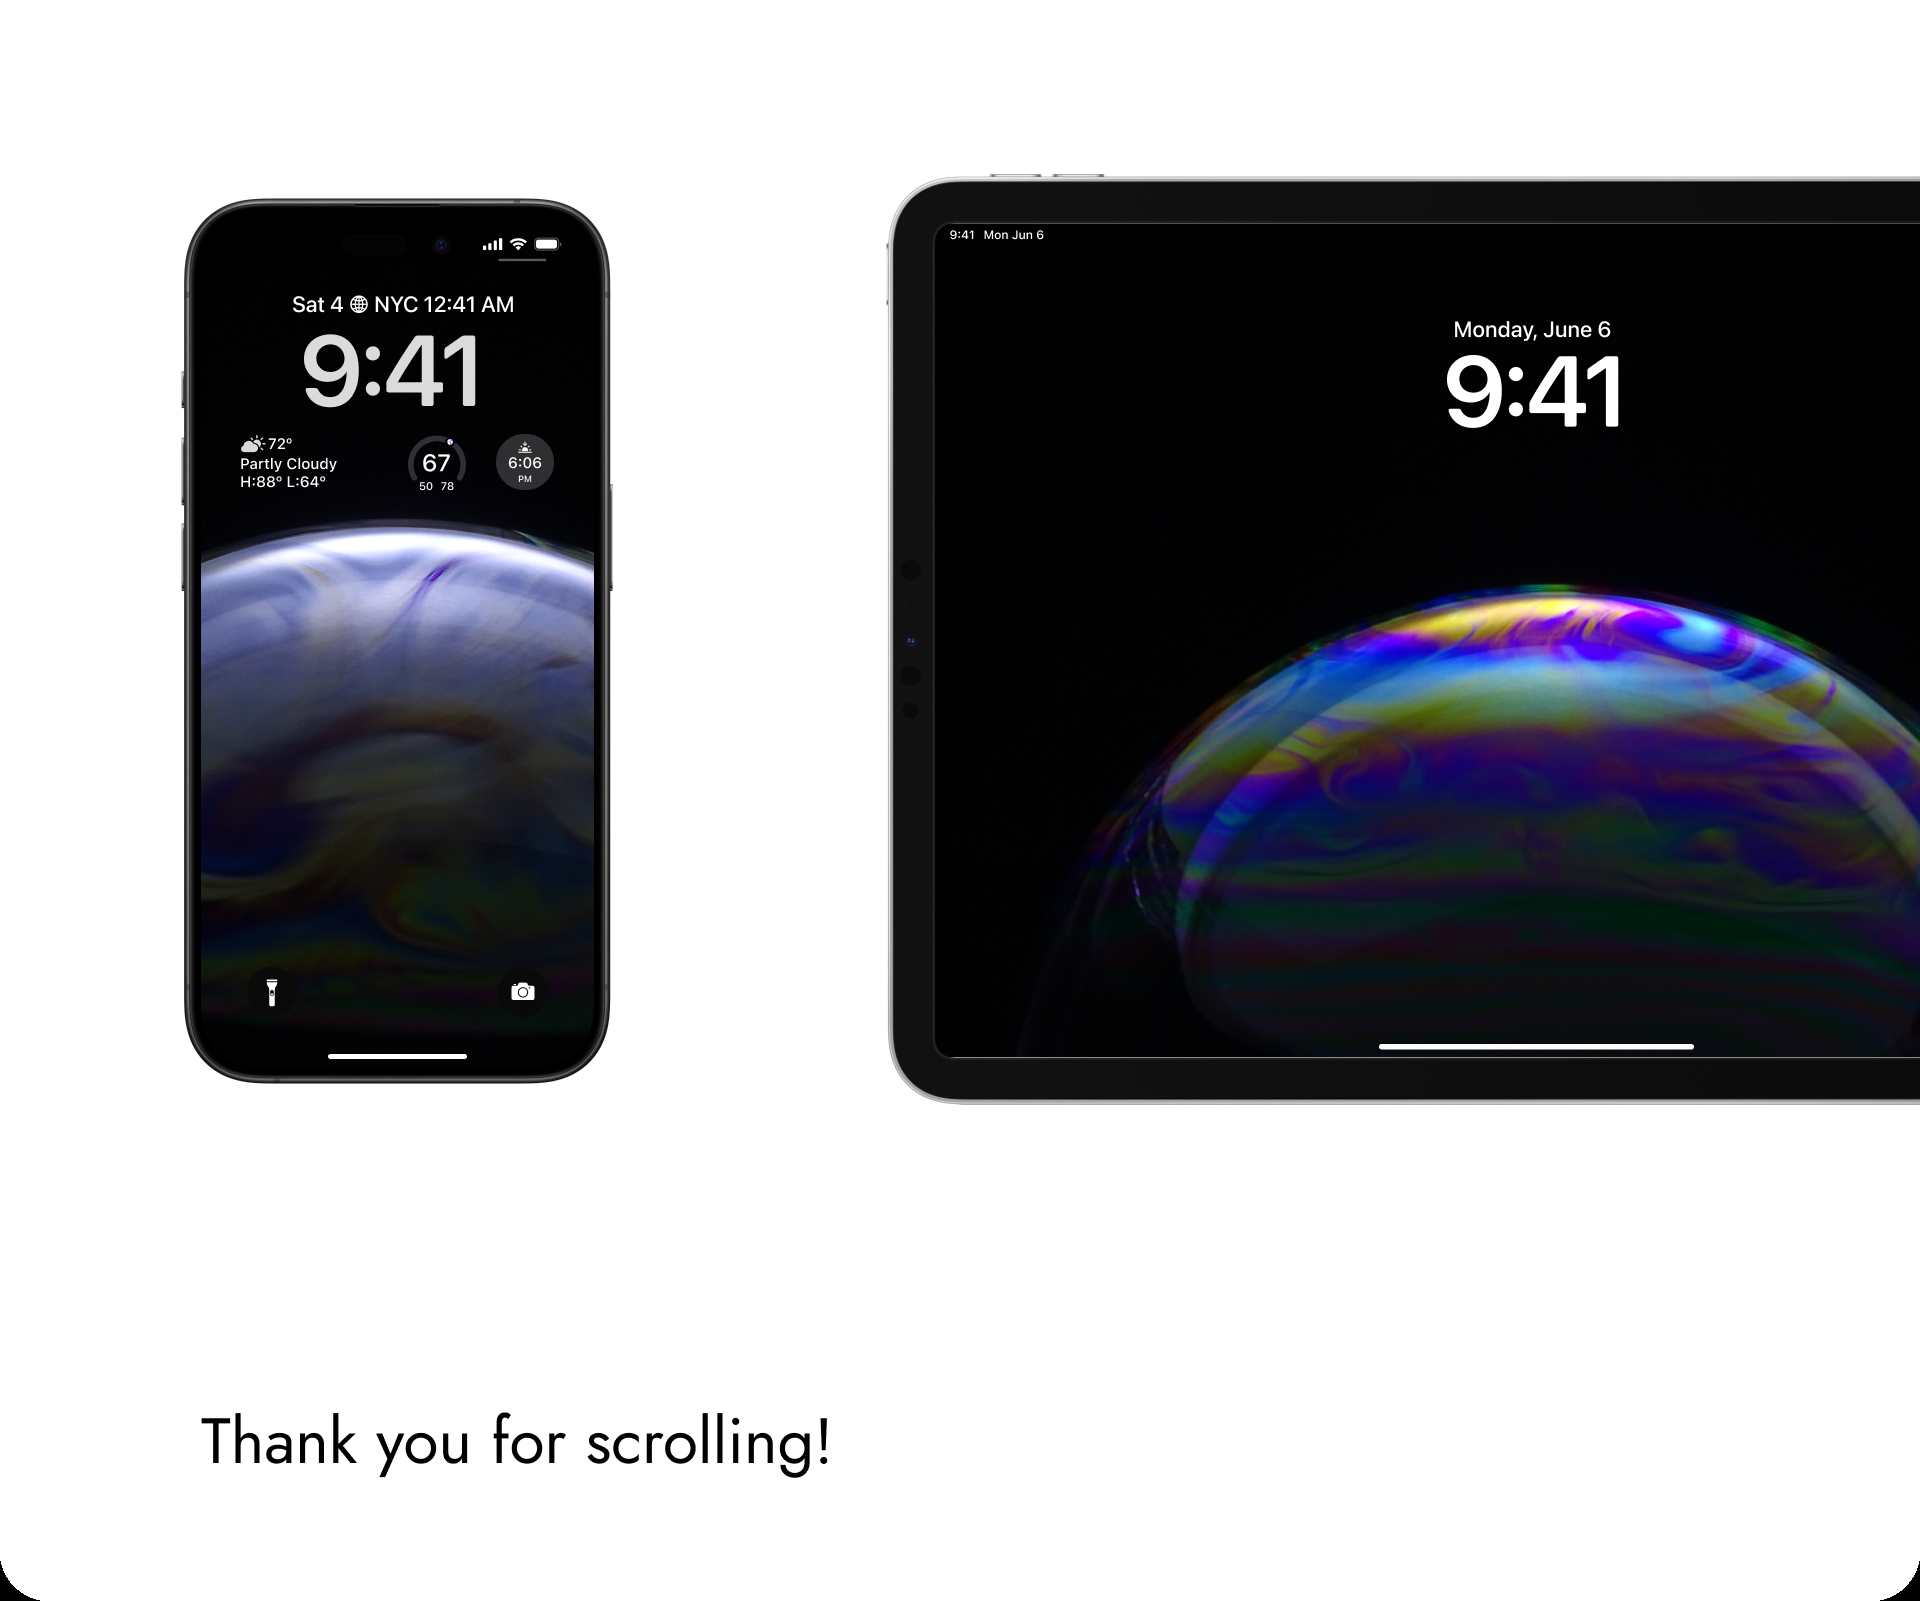 Sat 4 NYC 12:41 AM
9:41
72°
Partly Cloudy
H:88° L:64°
67
50 78
6:06
PM
9:41 Mon Jun 6
Monday, June 6
9:41
Thank you for scrolling!